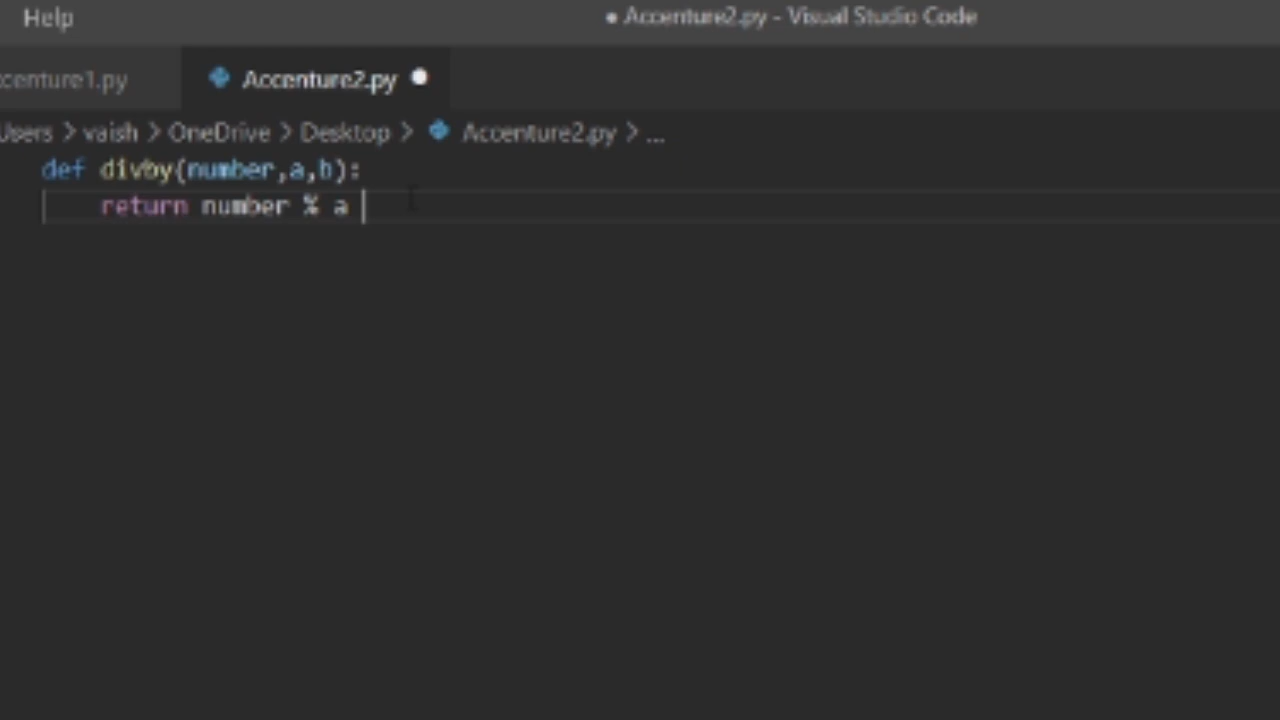 Help
● Accenture2.py - Visual Studio Code
ccenture1.py
Accenture2.py ●
Users > vaish > OneDrive > Desktop > Accenture2.py > ...
def divby(number,a,b):
return number % a